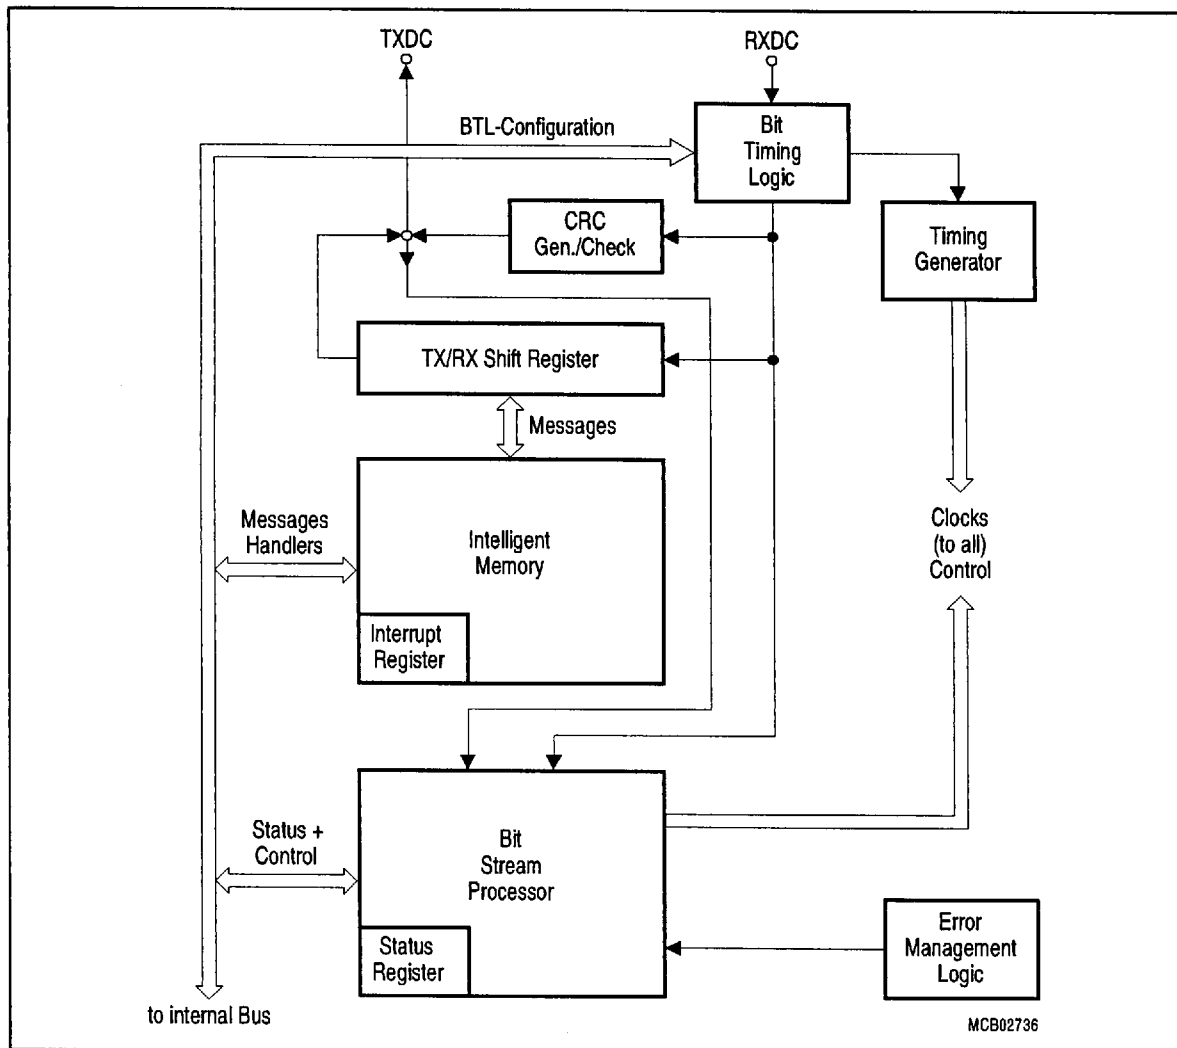 TXDC
RXDC
BTL-Configuration
Bit
Timing
Logic
CRC
Gen./Check
Timing
Generator
TX/RX Shift Register
Messages
Messages
Handlers
Intelligent
Memory
Clocks
(to all)
Control
Interrupt
Register
Status +
Control
Bit
Stream
Processor
Status
Register
Error
Management
Logic
to internal Bus
MCB02736